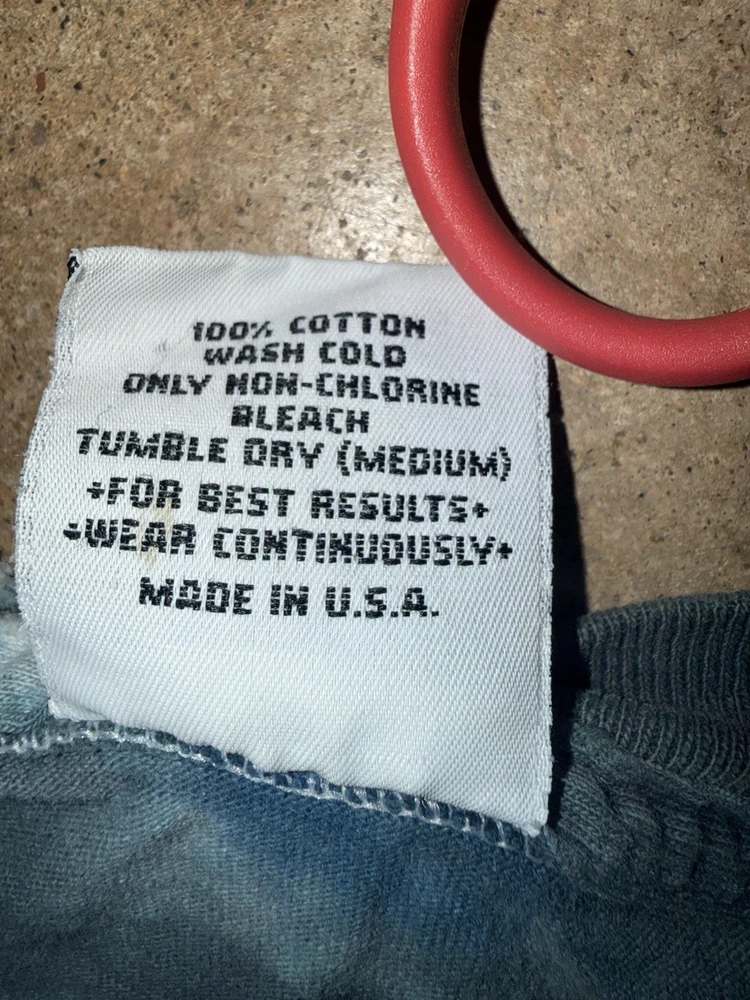 100% COTTON
WASH COLD
ONLY NON-CHLORINE
BLEACH
TUMBLE DRY (MEDIUM)
+FOR BEST RESULTS+
+WEAR CONTINUOUSLY+
MADE IN U.S.A.